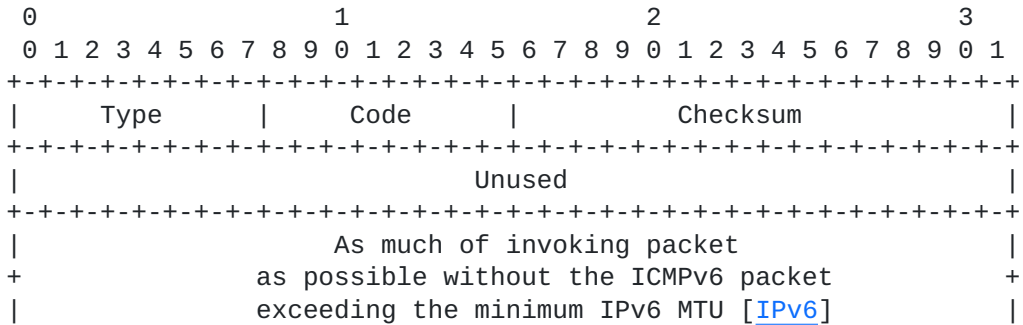 0                   1                   2                   3
 0 1 2 3 4 5 6 7 8 9 0 1 2 3 4 5 6 7 8 9 0 1 2 3 4 5 6 7 8 9 0 1
+-+-+-+-+-+-+-+-+-+-+-+-+-+-+-+-+-+-+-+-+-+-+-+-+-+-+-+-+-+-+-+-+
|     Type      |     Code      |          Checksum             |
+-+-+-+-+-+-+-+-+-+-+-+-+-+-+-+-+-+-+-+-+-+-+-+-+-+-+-+-+-+-+-+-+
|                             Unused                            |
+-+-+-+-+-+-+-+-+-+-+-+-+-+-+-+-+-+-+-+-+-+-+-+-+-+-+-+-+-+-+-+-+
|                    As much of invoking packet                 |
+               as possible without the ICMPv6 packet           +
|               exceeding the minimum IPv6 MTU [IPv6]           |